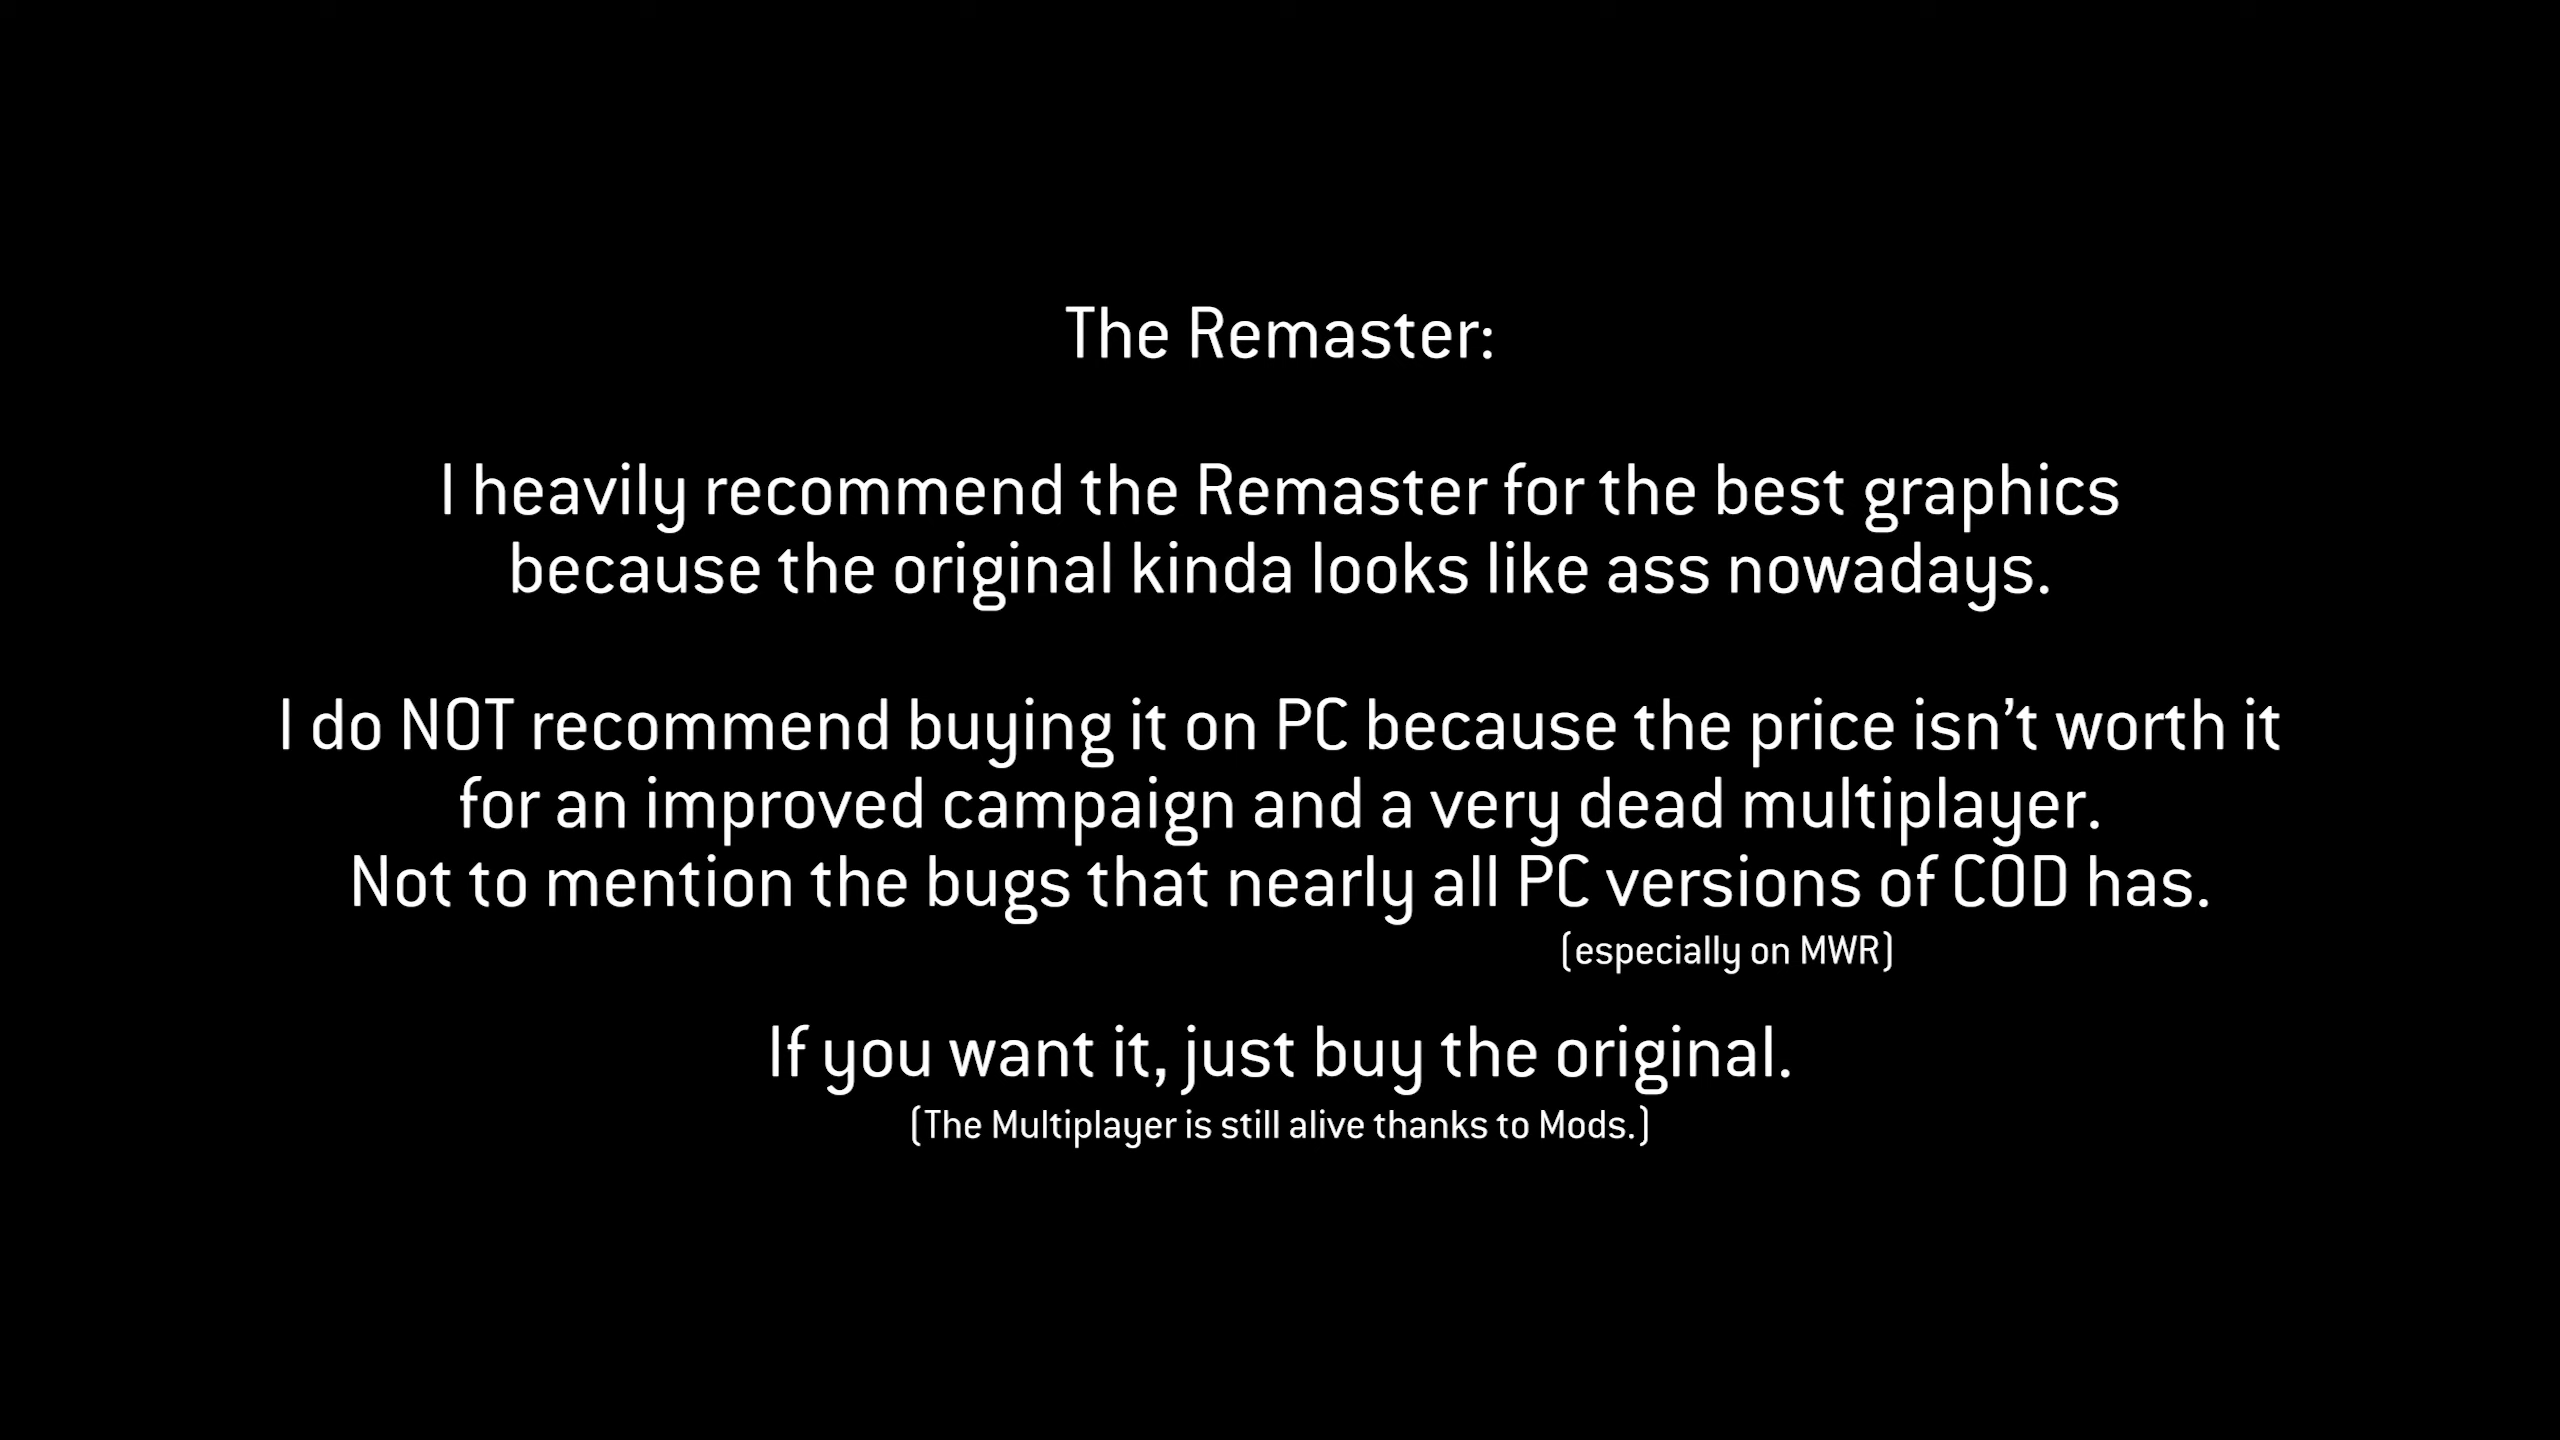 The Remaster:
I heavily recommend the Remaster for the best graphics
because the original kinda looks like ass nowadays.
I do NOT recommend buying it on PC because the price isn’t worth it
for an improved campaign and a very dead multiplayer.
Not to mention the bugs that nearly all PC versions of COD has.
(especially on MWR)
If you want it, just buy the original.
(The Multiplayer is still alive thanks to Mods.)